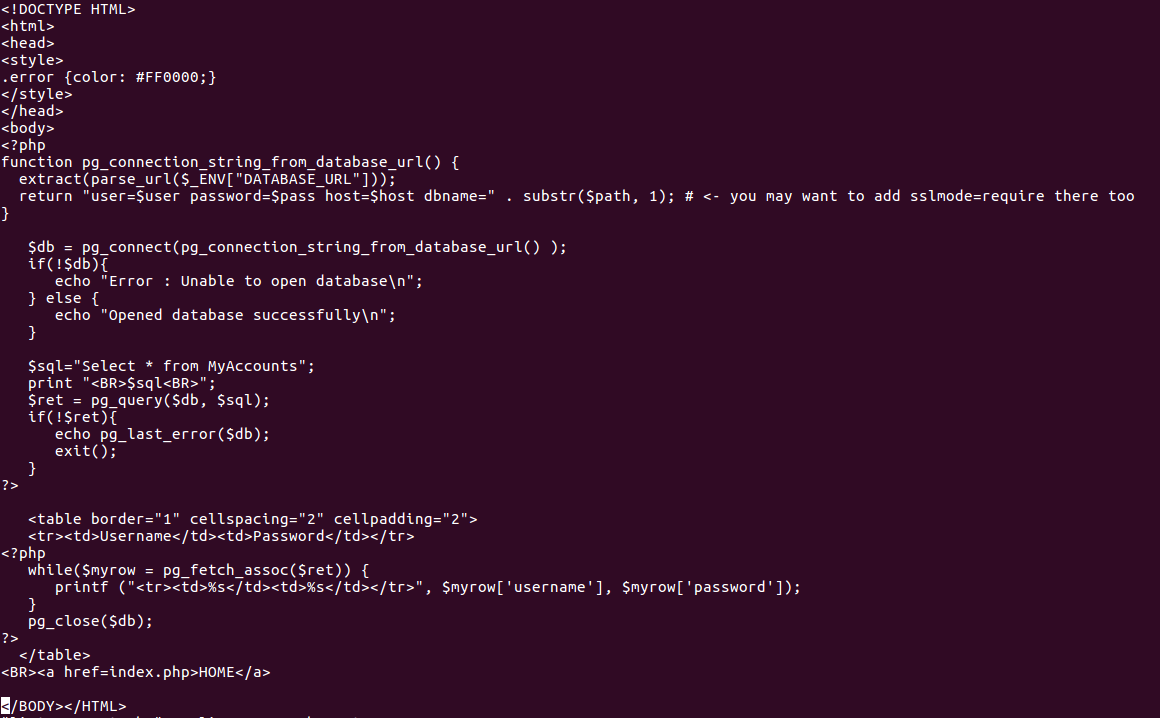 <!DOCTYPE HTML>
<html>
<head>
<style>
.error {color: #FF0000;}
</style>
</head>
<body>
<?php
function pg_connection_string_from_database_url() {
  extract(parse_url($_ENV["DATABASE_URL"]));
  return "user=$user password=$pass host=$host dbname=" . substr($path, 1); # <- you may want to add sslmode=require there too
}

   $db = pg_connect(pg_connection_string_from_database_url() );
   if(!$db){
      echo "Error : Unable to open database\n";
   } else {
      echo "Opened database successfully\n";
   }

   $sql="Select * from MyAccounts";
   print "<BR>$sql<BR>";
   $ret = pg_query($db, $sql);
   if(!$ret){
      echo pg_last_error($db);
      exit();
   }
?>

   <table border="1" cellspacing="2" cellpadding="2">
   <tr><td>Username</td><td>Password</td></tr>
<?php
   while($myrow = pg_fetch_assoc($ret)) {
      printf ("<tr><td>%s</td><td>%s</td></tr>", $myrow['username'], $myrow['password']);
   }
   pg_close($db);
?>
  </table>
<BR><a href=index.php>HOME</a>

</BODY></HTML>